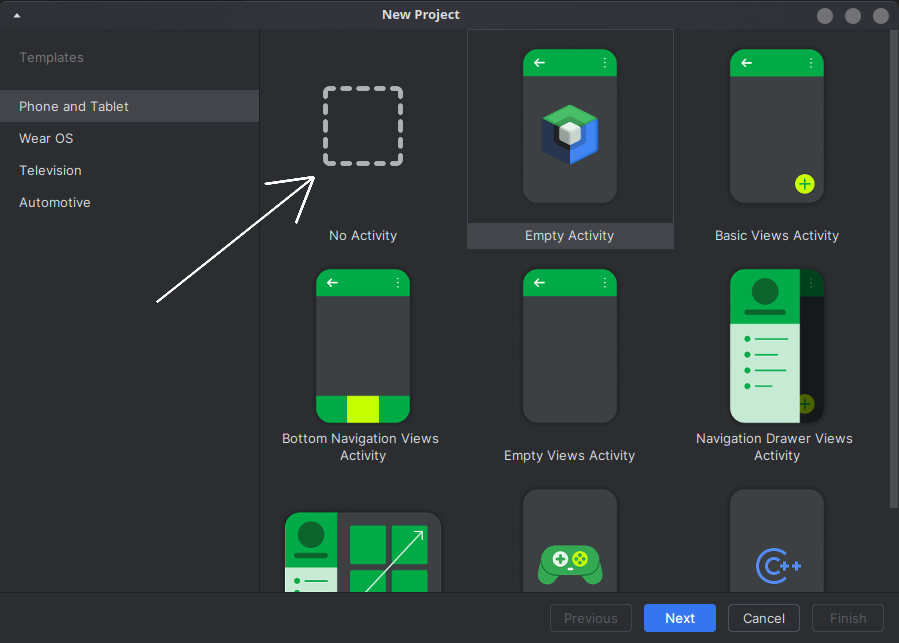 New Project
Templates
Phone and Tablet
Wear OS
Television
Automotive
No Activity
Empty Activity
Basic Views Activity
Bottom Navigation Views
Activity
Empty Views Activity
Navigation Drawer Views
Activity
C++
Previous
Next
Cancel
Finish